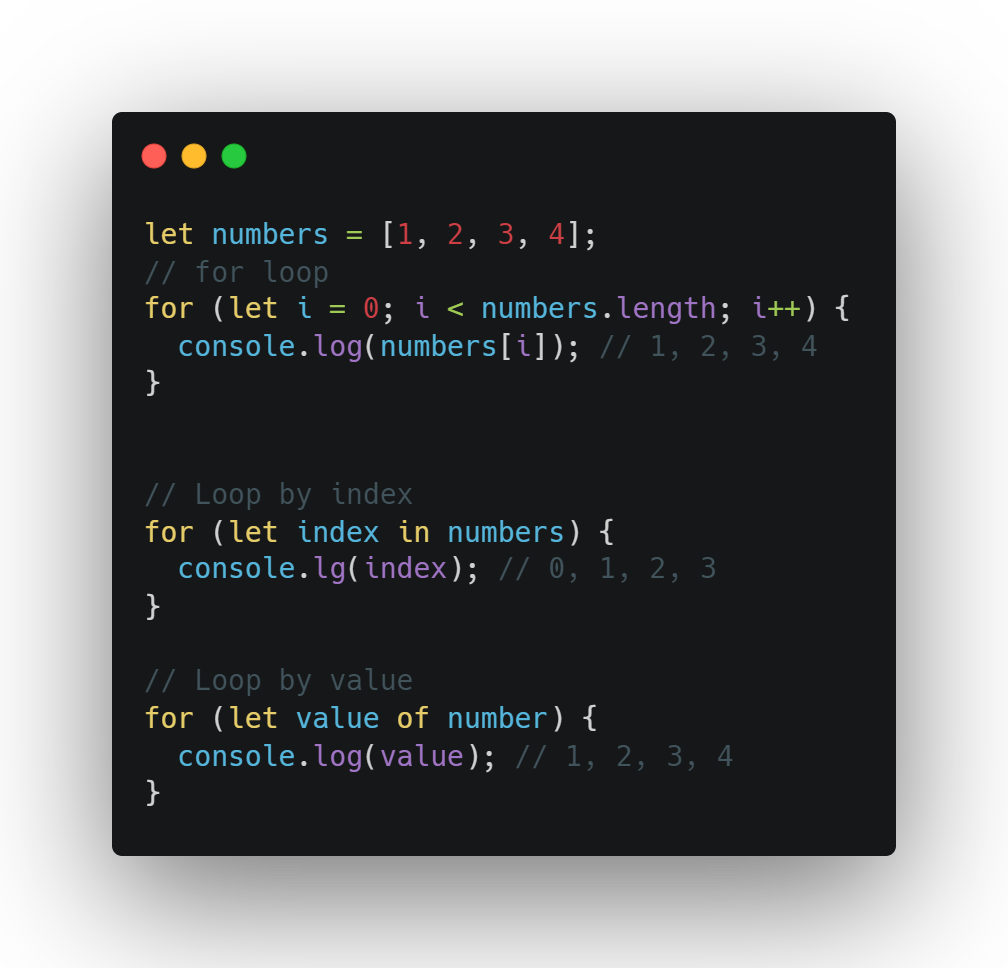 let numbers = [1, 2, 3, 4];
// for loop
for (let i = 0; i < numbers.length; i++) {
  console.log(numbers[i]); // 1, 2, 3, 4
}
// Loop by index
for (let index in numbers) {
  console.lg(index); // 0, 1, 2, 3
}
// Loop by value
for (let value of number) {
  console.log(value); // 1, 2, 3, 4
}